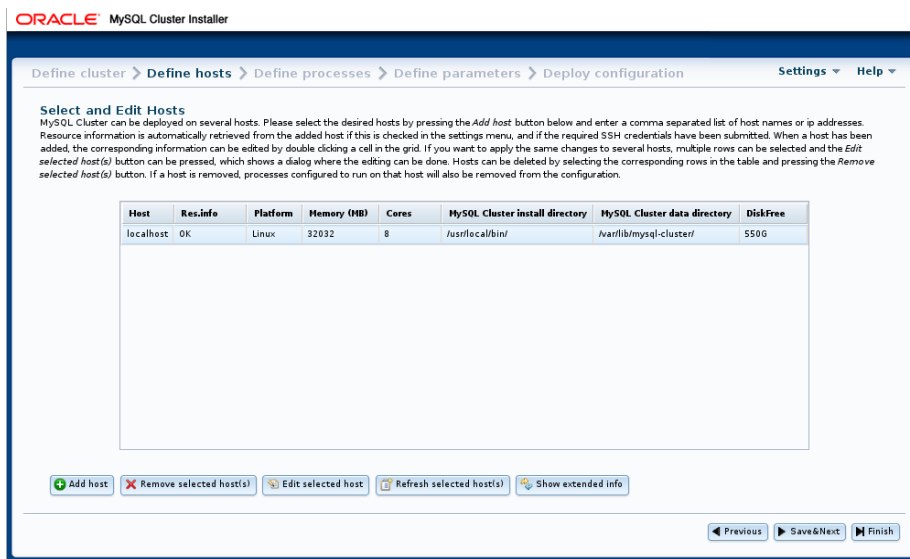 ORACLE® MySQL Cluster Installer
Define cluster > Define hosts > Define processes > Define parameters > Deploy configuration
Settings Help
Select and Edit Hosts
MySQL Cluster can be deployed on several hosts. Please select the desired hosts by pressing the Add host button below and enter a comma separated list of host names or ip addresses.
Resource information is automatically retrieved from the added host if this is checked in the settings menu, and if the required SSH credentials have been submitted. When a host has been
added, the corresponding information can be edited by double clicking a cell in the grid. If you want to apply the same changes to several hosts, multiple rows can be selected and the Edit
selected host(s) button can be pressed, which shows a dialog where the editing can be done. Hosts can be deleted by selecting the corresponding rows in the table and pressing the Remove
selected host(s) button. If a host is removed, processes configured to run on that host will also be removed from the configuration.
Host Res.info Platform Memory (MB) Cores MySQL Cluster install directory MySQL Cluster data directory DiskFree
localhost OK Linux 32032 8 /usr/local/bin/ /var/lib/mysql-cluster/ 550G
Add host Remove selected host(s) Edit selected host Refresh selected host(s) Show extended info
Previous Save&Next Finish